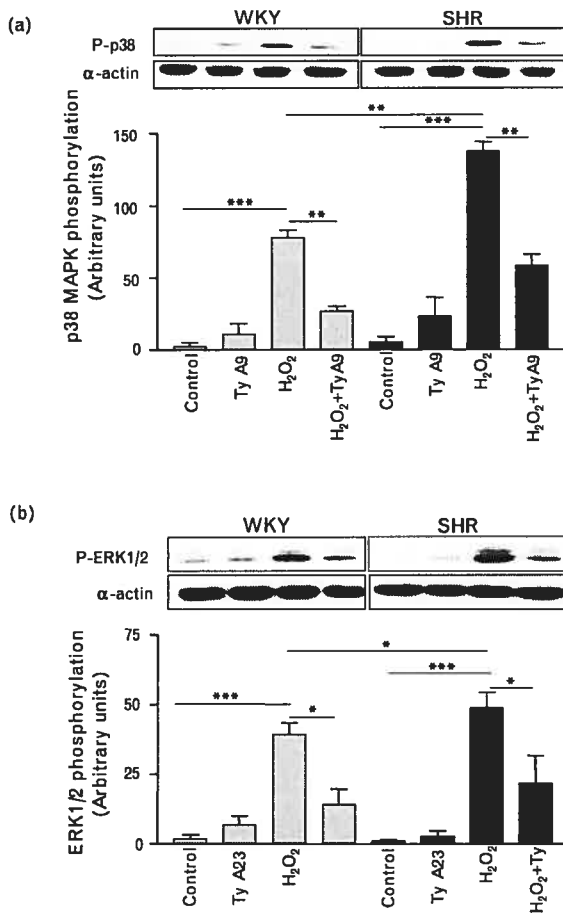 (a)
WKY SHR
P-p38
α-actin
** 
***
**
***
**
150
100
50
0
p38 MAPK phosphorylation
(Arbitrary units)
Control
Ty A9
H₂O₂
H₂O₂+TyA9
Control
Ty A9
H₂O₂
H₂O₂+TyA9
(b)
WKY SHR
P-ERK1/2
α-actin
*
***
*
***
*
75
50
25
0
ERK1/2 phosphorylation
(Arbitrary units)
Control
Ty A23
H₂O₂
Control
Ty A23
H₂O₂
H₂O₂+Ty